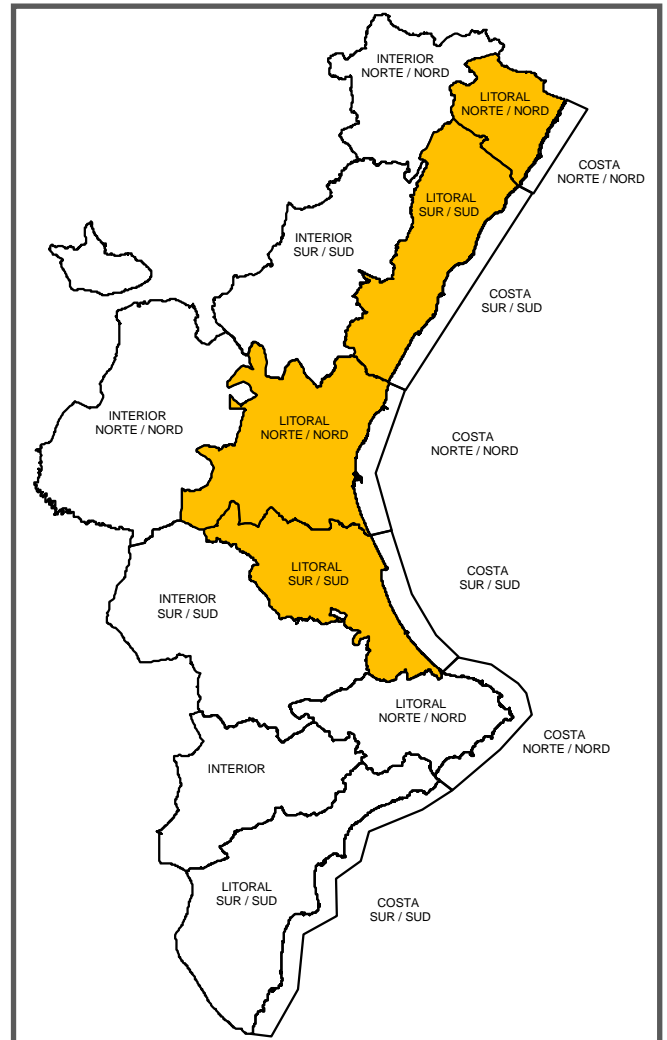 INTERIOR
NORTE / NORD
LITORAL
NORTE / NORD
COSTA
NORTE / NORD
LITORAL
SUR / SUD
INTERIOR
SUR / SUD
COSTA
SUR / SUD
INTERIOR
NORTE / NORD
LITORAL
NORTE / NORD
COSTA
NORTE / NORD
LITORAL
SUR / SUD
COSTA
SUR / SUD
INTERIOR
SUR / SUD
LITORAL
NORTE / NORD
COSTA
NORTE / NORD
INTERIOR
LITORAL
SUR / SUD
COSTA
SUR / SUD